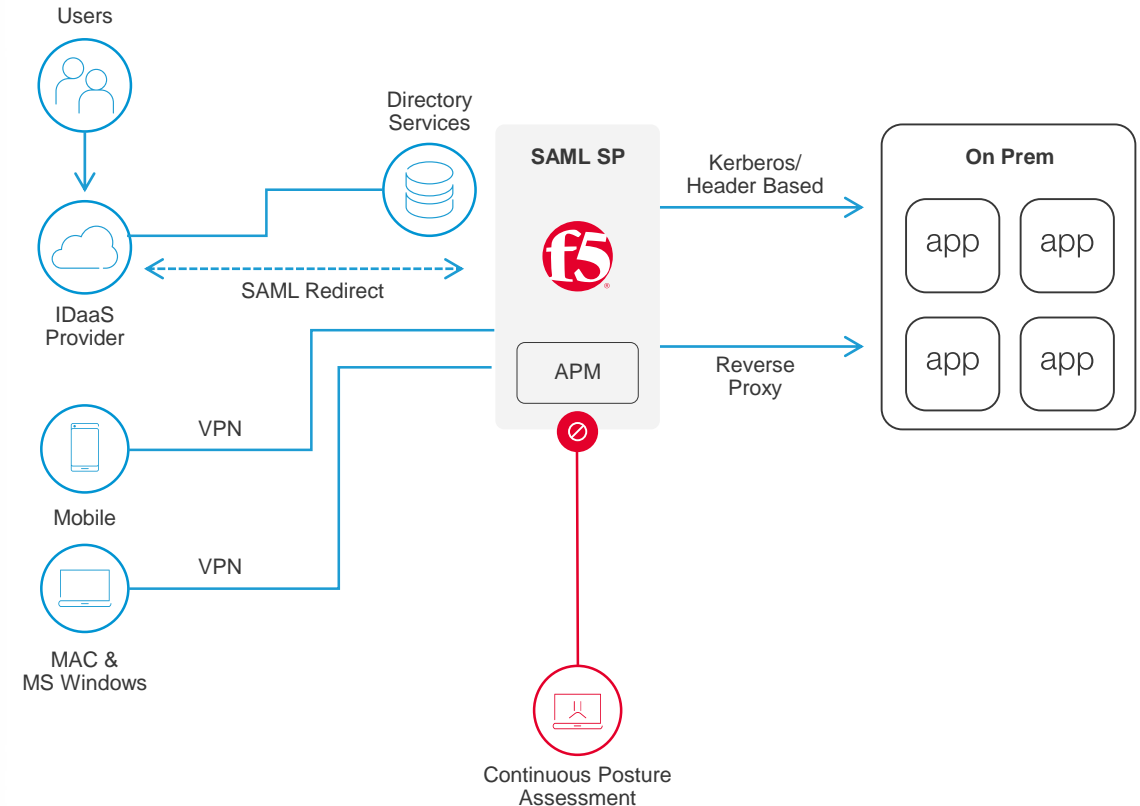 Users
Directory
Services
SAML SP
Kerberos/
Header Based
On Prem
app
app
f5
®
SAML Redirect
IDaaS
Provider
app
app
APM
Reverse
Proxy
VPN
Mobile
VPN
MAC &
MS Windows
Continuous Posture
Assessment